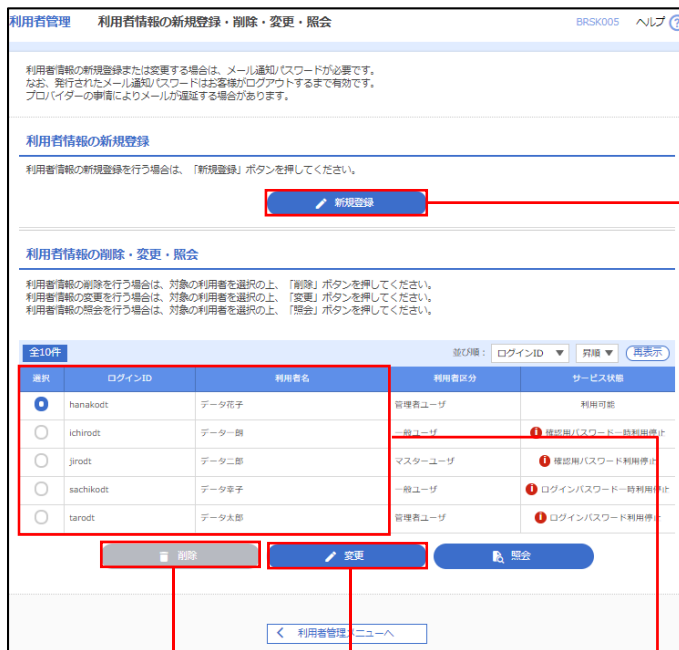 利用者管理 利用者情報の新規登録・削除・変更・照会 BRSK005 ヘルプ ?
利用者情報の新規登録または変更する場合は、メール通知パスワードが必要です。
なお、発行されたメール通知パスワードはお客様がログアウトするまで有効です。
プロバイダーの事情によりメールが遅延する場合があります。
利用者情報の新規登録
利用者情報の新規登録を行う場合は、「新規登録」ボタンを押してください。
新規登録
利用者情報の削除・変更・照会
利用者情報の削除を行う場合は、対象の利用者を選択の上、「削除」ボタンを押してください。
利用者情報の変更を行う場合は、対象の利用者を選択の上、「変更」ボタンを押してください。
利用者情報の照会を行う場合は、対象の利用者を選択の上、「照会」ボタンを押してください。
全10件 並び順： ログインID ▼ 昇順 ▼ 再表示
選択 ログインID 利用者名 利用者区分 サービス状態
hanakodt データ花子 管理者ユーザ 利用可能
ichirodt データ一朗 一般ユーザ 確認用パスワード一時利用停止
jirodt データ二郎 マスターユーザ 確認用パスワード利用停止
sachikodt データ幸子 一般ユーザ ログインパスワード一時利用停止
tarodt データ太郎 管理者ユーザ ログインパスワード利用停止
削除 変更 照会
利用者管理メニューへ